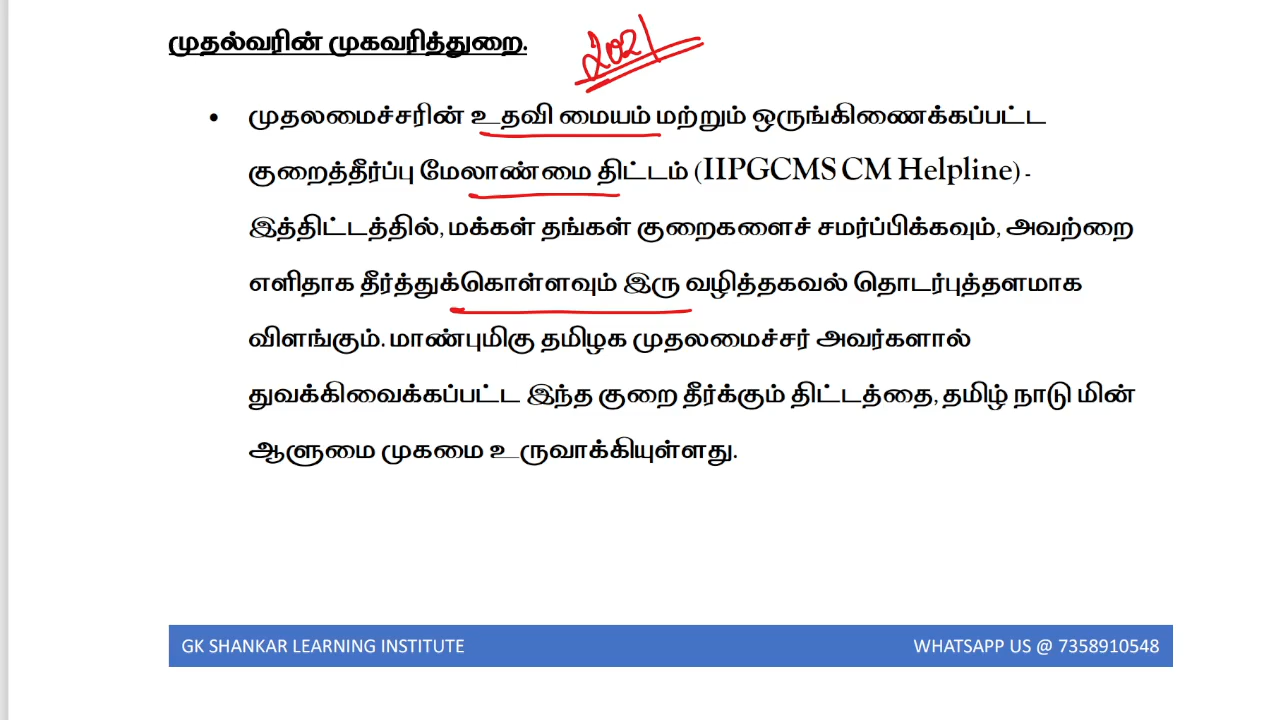 முதல்வரின் முகவரித்துறை.
2021
• முதலமைச்சரின் உதவி மையம் மற்றும் ஒருங்கிணைக்கப்பட்ட
குறைத்தீர்ப்பு மேலாண்மை திட்டம் (IIPGCMS CM Helpline) -
இத்திட்டத்தில், மக்கள் தங்கள் குறைகளைச் சமர்ப்பிக்கவும், அவற்றை
எளிதாக தீர்த்துக்கொள்ளவும் இரு வழித்தகவல் தொடர்புத்தளமாக
விளங்கும். மாண்புமிகு தமிழக முதலமைச்சர் அவர்களால்
துவக்கிவைக்கப்பட்ட இந்த குறை தீர்க்கும் திட்டத்தை, தமிழ் நாடு மின்
ஆளுமை முகமை உருவாக்கியுள்ளது.
GK SHANKAR LEARNING INSTITUTE WHATSAPP US @ 7358910548